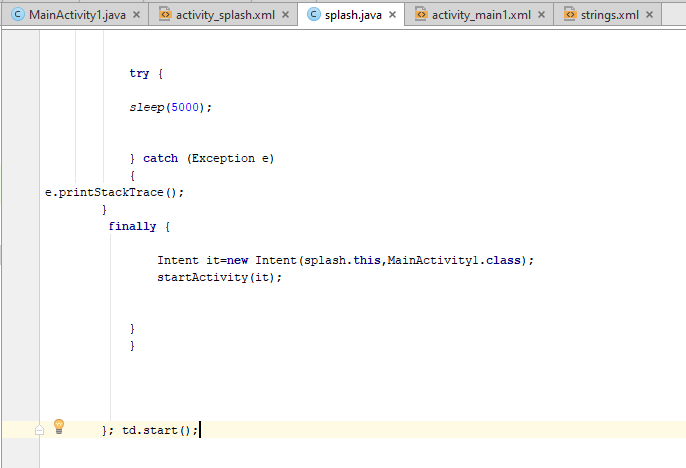 MainActivity1.java activity_splash.xml splash.java activity_main1.xml strings.xml
try {
sleep(5000);
} catch (Exception e)
{
e.printStackTrace();
}
finally {
Intent it=new Intent(splash.this,MainActivity1.class);
startActivity(it);
}
}
}; td.start();